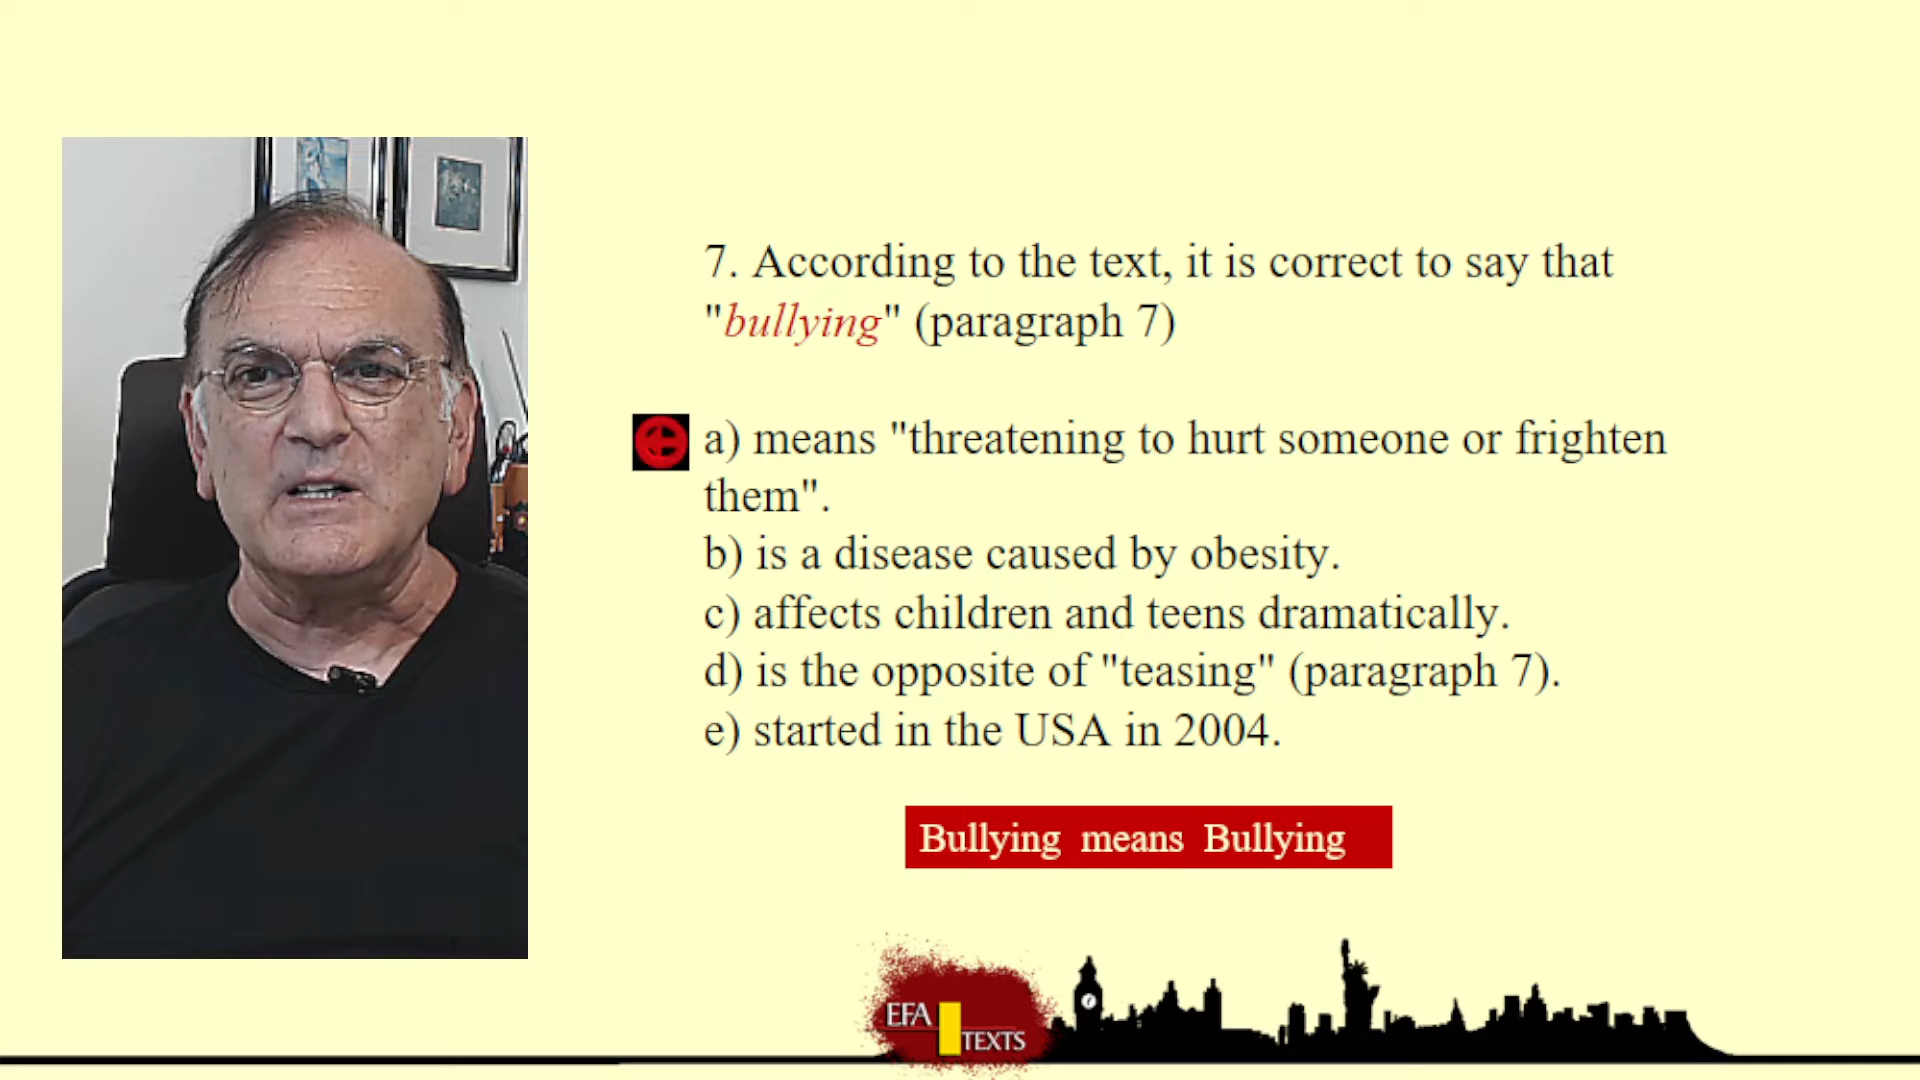 7. According to the text, it is correct to say that
"bullying" (paragraph 7)
a) means "threatening to hurt someone or frighten
them".
b) is a disease caused by obesity.
c) affects children and teens dramatically.
d) is the opposite of "teasing" (paragraph 7).
e) started in the USA in 2004.
Bullying means Bullying
EFA
TEXTS